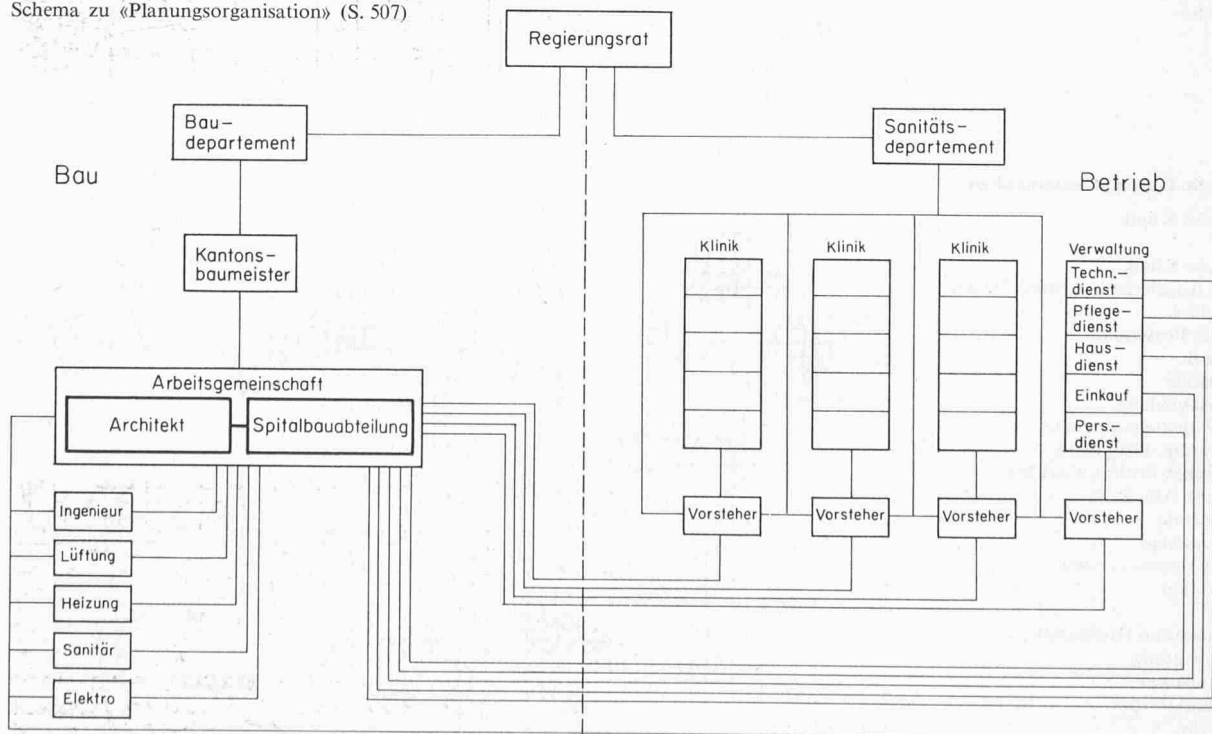 Schema zu «Planungsorganisation» (S. 507)
Regierungsrat
Bau-
departement
Sanitäts-
departement
Bau
Betrieb
Kantons-
baumeister
Klinik
Klinik
Klinik
Verwaltung
Techn.-
dienst
Pflege-
dienst
Haus-
dienst
Einkauf
Pers.-
dienst
Arbeitsgemeinschaft
Architekt
Spitalbauabteilung
Vorsteher
Vorsteher
Vorsteher
Vorsteher
Ingenieur
Lüftung
Heizung
Sanitär
Elektro